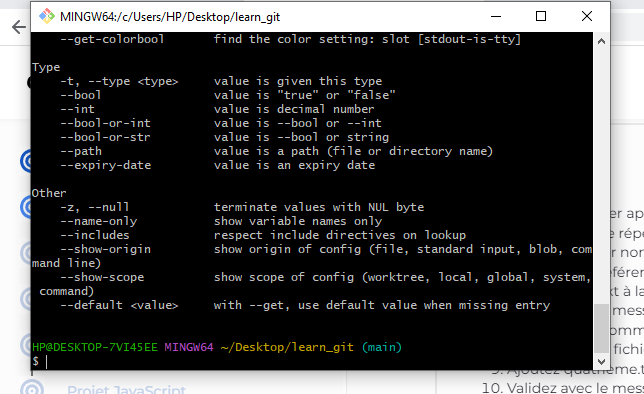 MINGW64:/c/Users/HP/Desktop/learn_git
--get-colorbool find the color setting: slot [stdout-is-tty]
Type
-t, --type <type> value is given this type
--bool value is "true" or "false"
--int value is decimal number
--bool-or-int value is --bool or --int
--bool-or-str value is --bool or string
--path value is a path (file or directory name)
--expiry-date value is an expiry date
Other
-z, --null terminate values with NUL byte
--name-only show variable names only
--includes respect include directives on lookup
--show-origin show origin of config (file, standard input, blob, com
mand line)
--show-scope show scope of config (worktree, local, global, system,
command)
--default <value> with --get, use default value when missing entry
HP@DESKTOP-7VI45EE MINGW64 ~/Desktop/learn_git (main)
$
er ap
e répe
r nor
éféren
xt à la
mess
omm
fichi
9. Ajoutez quatrieme.t
10. Validez avec le mess
Projet JavaScript